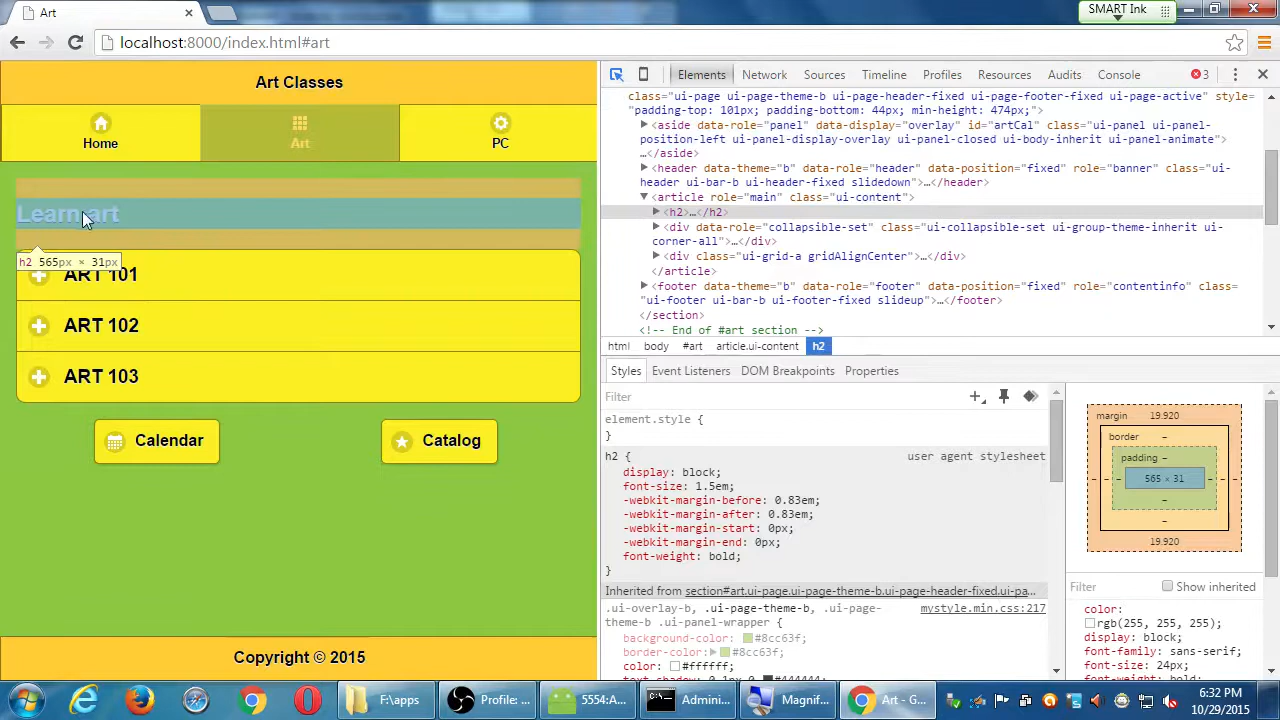 Art
SMART Ink
localhost:8000/index.html#art
Art Classes
Home
Art
PC
Learn art
h2 565px × 31px
ART 101
ART 102
ART 103
Calendar
Catalog
Copyright © 2015
Elements Network Sources Timeline Profiles Resources Audits Console 3
class="ui-page ui-page-theme-b ui-page-header-fixed ui-page-footer-fixed ui-page-active" style=
"padding-top: 101px; padding-bottom: 44px; min-height: 474px;">
<aside data-role="panel" data-display="overlay" id="artCal" class="ui-panel ui-panel-
position-left ui-panel-display-overlay ui-panel-closed ui-body-inherit ui-panel-animate">
…</aside>
<header data-theme="b" data-role="header" data-position="fixed" role="banner" class="ui-
header ui-bar-b ui-header-fixed slidedown">…</header>
<article role="main" class="ui-content">
<h2>…</h2>
<div data-role="collapsible-set" class="ui-collapsible-set ui-group-theme-inherit ui-
corner-all">…</div>
<div class="ui-grid-a gridAlignCenter">…</div>
</article>
<footer data-theme="b" data-role="footer" data-position="fixed" role="contentinfo" class=
"ui-footer ui-bar-b ui-footer-fixed slideup">…</footer>
</section>
<!-- End of #art section -->
html body #art article.ui-content h2
Styles Event Listeners DOM Breakpoints Properties
Filter
element.style {
}
h2 { user agent stylesheet
display: block;
font-size: 1.5em;
-webkit-margin-before: 0.83em;
-webkit-margin-after: 0.83em;
-webkit-margin-start: 0px;
-webkit-margin-end: 0px;
font-weight: bold;
}
Inherited from section#art.ui-page.ui-page-theme-b.ui-page-header-fixed.ui-pa…
.ui-overlay-b, .ui-page-theme-b, .ui-page- mystyle.min.css:217
theme-b .ui-panel-wrapper {
background-color: #8cc63f;
border-color: #8cc63f;
color: #ffffff;
text-shadow: 0 1px 0 #444444;
margin 19.920
border –
padding –
– – – 565 × 31 – – –
–
–
19.920
Filter Show inherited
color:
rgb(255, 255, 255);
display: block;
font-family: sans-serif,
font-size: 24px;
font-weight: bold;
F:\apps
Profile: ...
5554:A...
Admini...
Magnif...
Art - G...
6:32 PM
10/29/2015